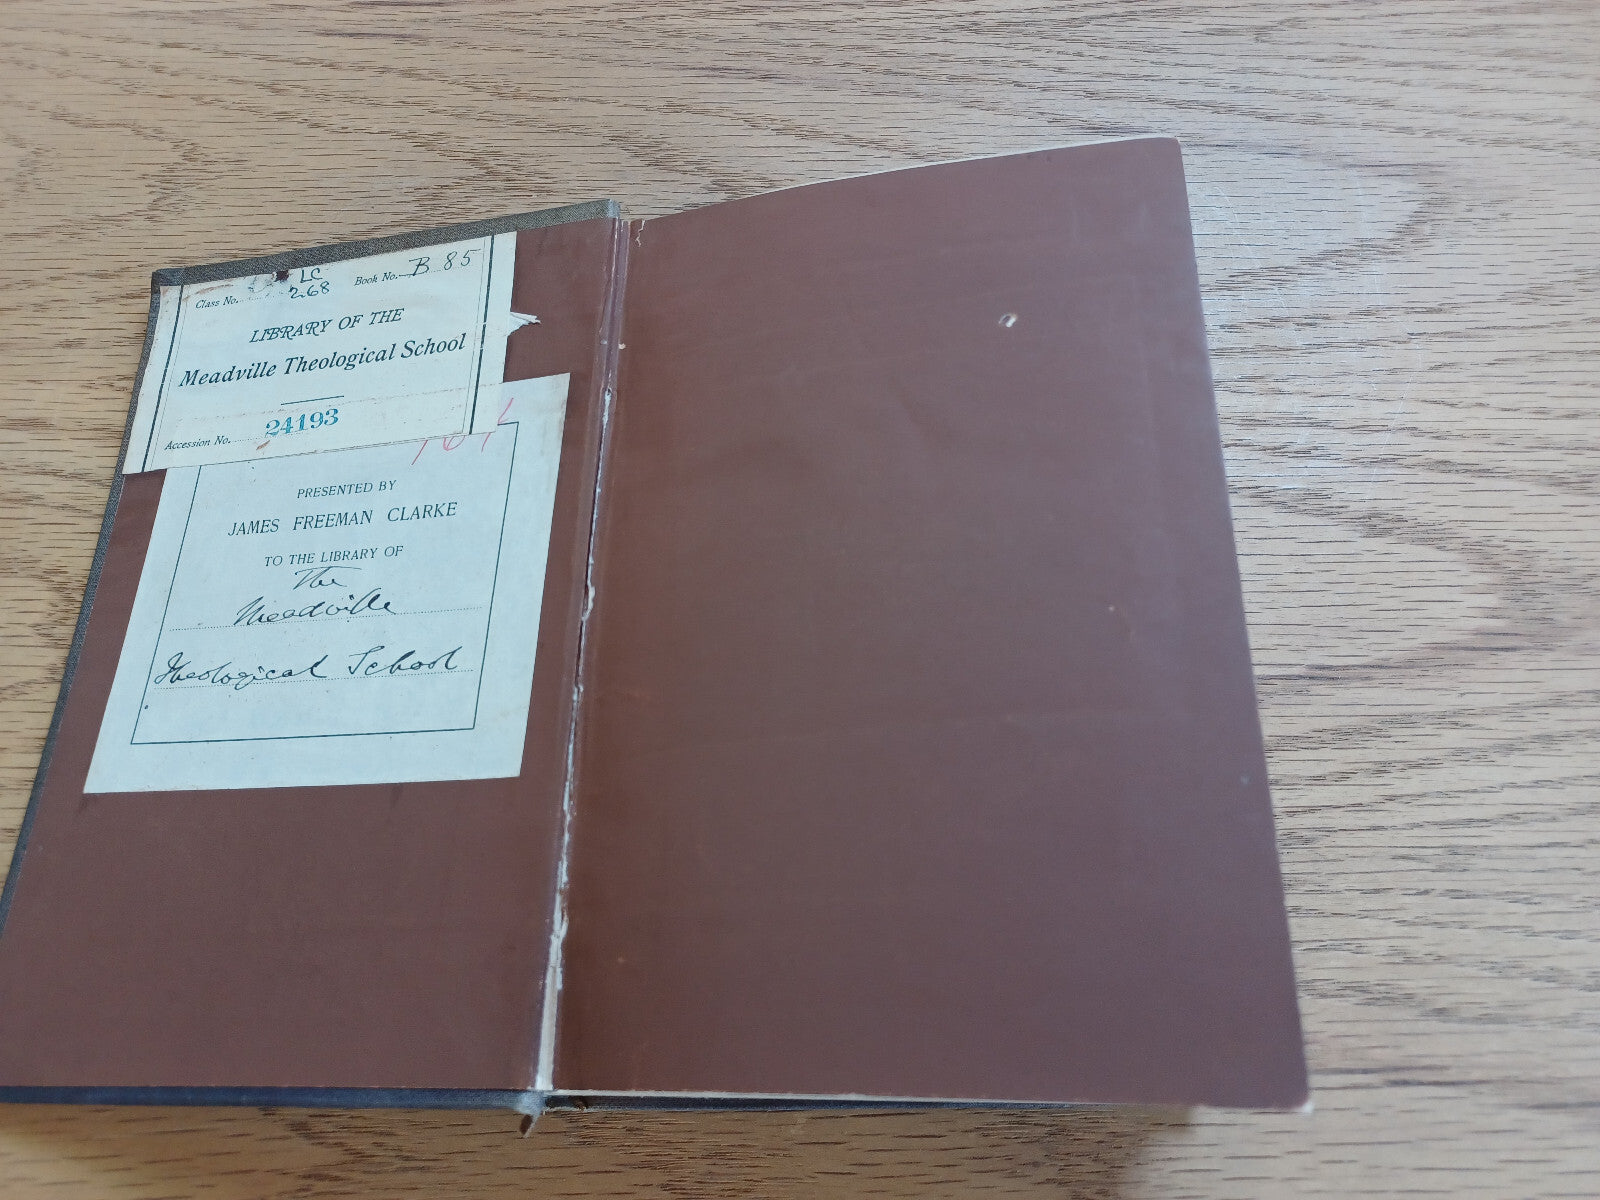 Class No. LC 268 Book No. B 85
LIBRARY OF THE
Meadville Theological School
Accession No. 24193
PRESENTED BY
JAMES FREEMAN CLARKE
TO THE LIBRARY OF
The
Meadville
Theological School